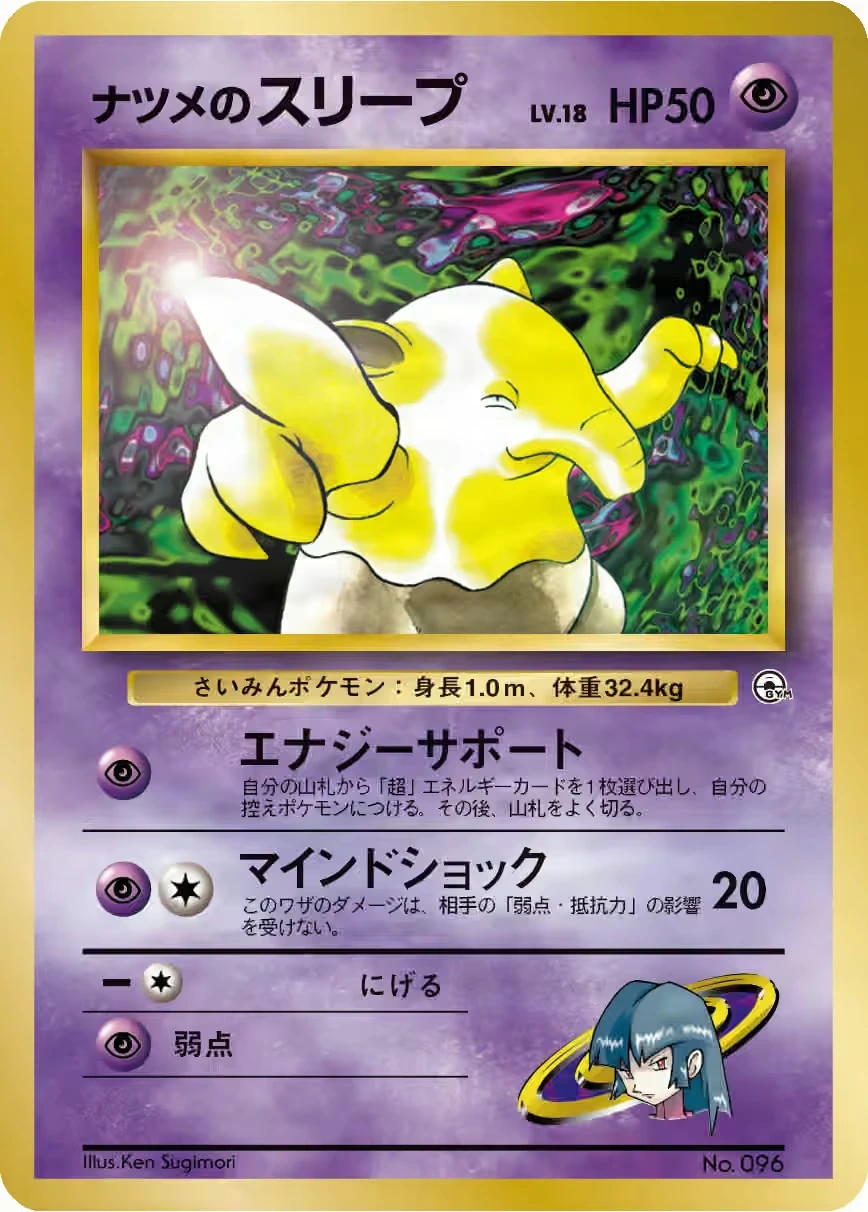 ナツメのスリープ LV.18 HP50
さいみんポケモン：身長1.0m、体重32.4kg
GYM
エナジーサポート
自分の山札から「超」エネルギーカードを1枚選び出し、自分の
控えポケモンにつける。その後、山札をよく切る。
マインドショック 20
このワザのダメージは、相手の「弱点・抵抗力」の影響
を受けない。
− にげる
弱点
Illus.Ken Sugimori No. 096